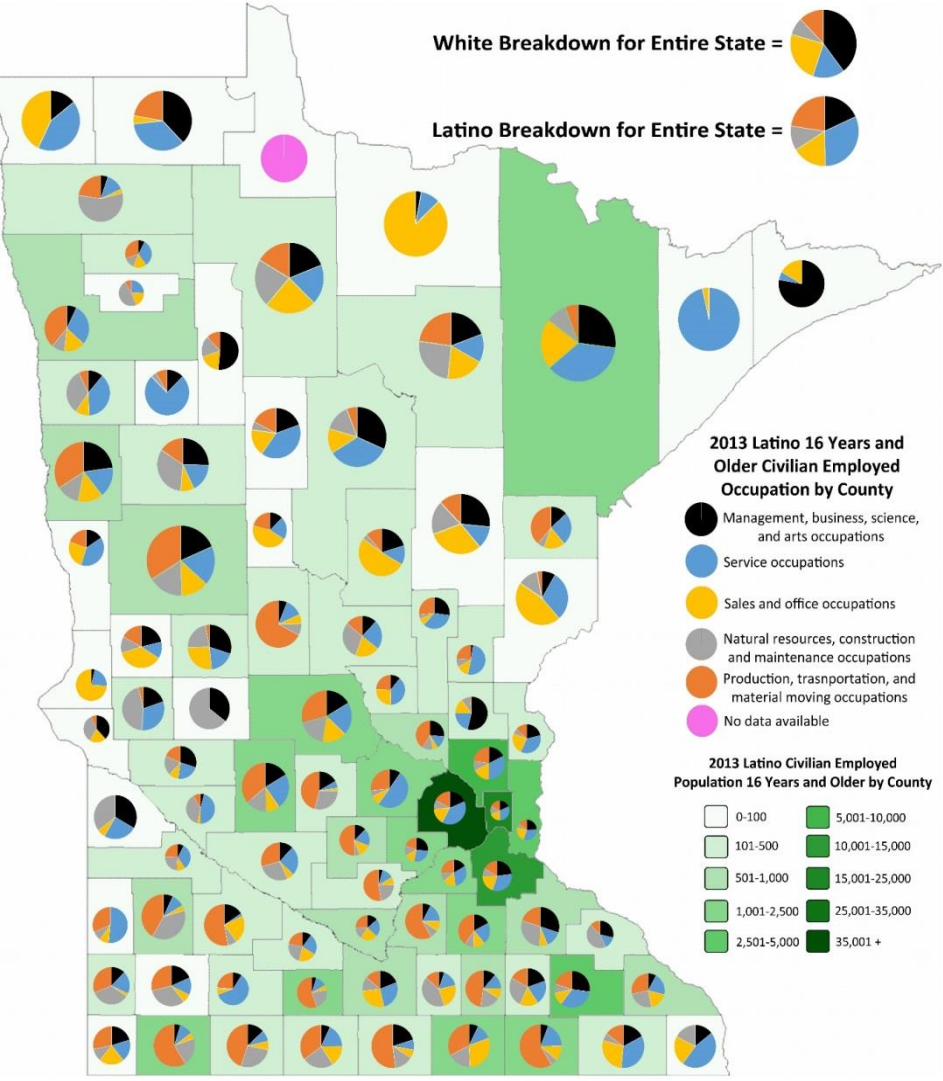 White Breakdown for Entire State =
Latino Breakdown for Entire State =
2013 Latino 16 Years and
Older Civilian Employed
Occupation by County
Management, business, science,
and arts occupations
Service occupations
Sales and office occupations
Natural resources, construction
and maintenance occupations
Production, trasnportation, and
material moving occupations
No data available
2013 Latino Civilian Employed
Population 16 Years and Older by County
0-100
101-500
501-1,000
1,001-2,500
2,501-5,000
5,001-10,000
10,001-15,000
15,001-25,000
25,001-35,000
35,001 +